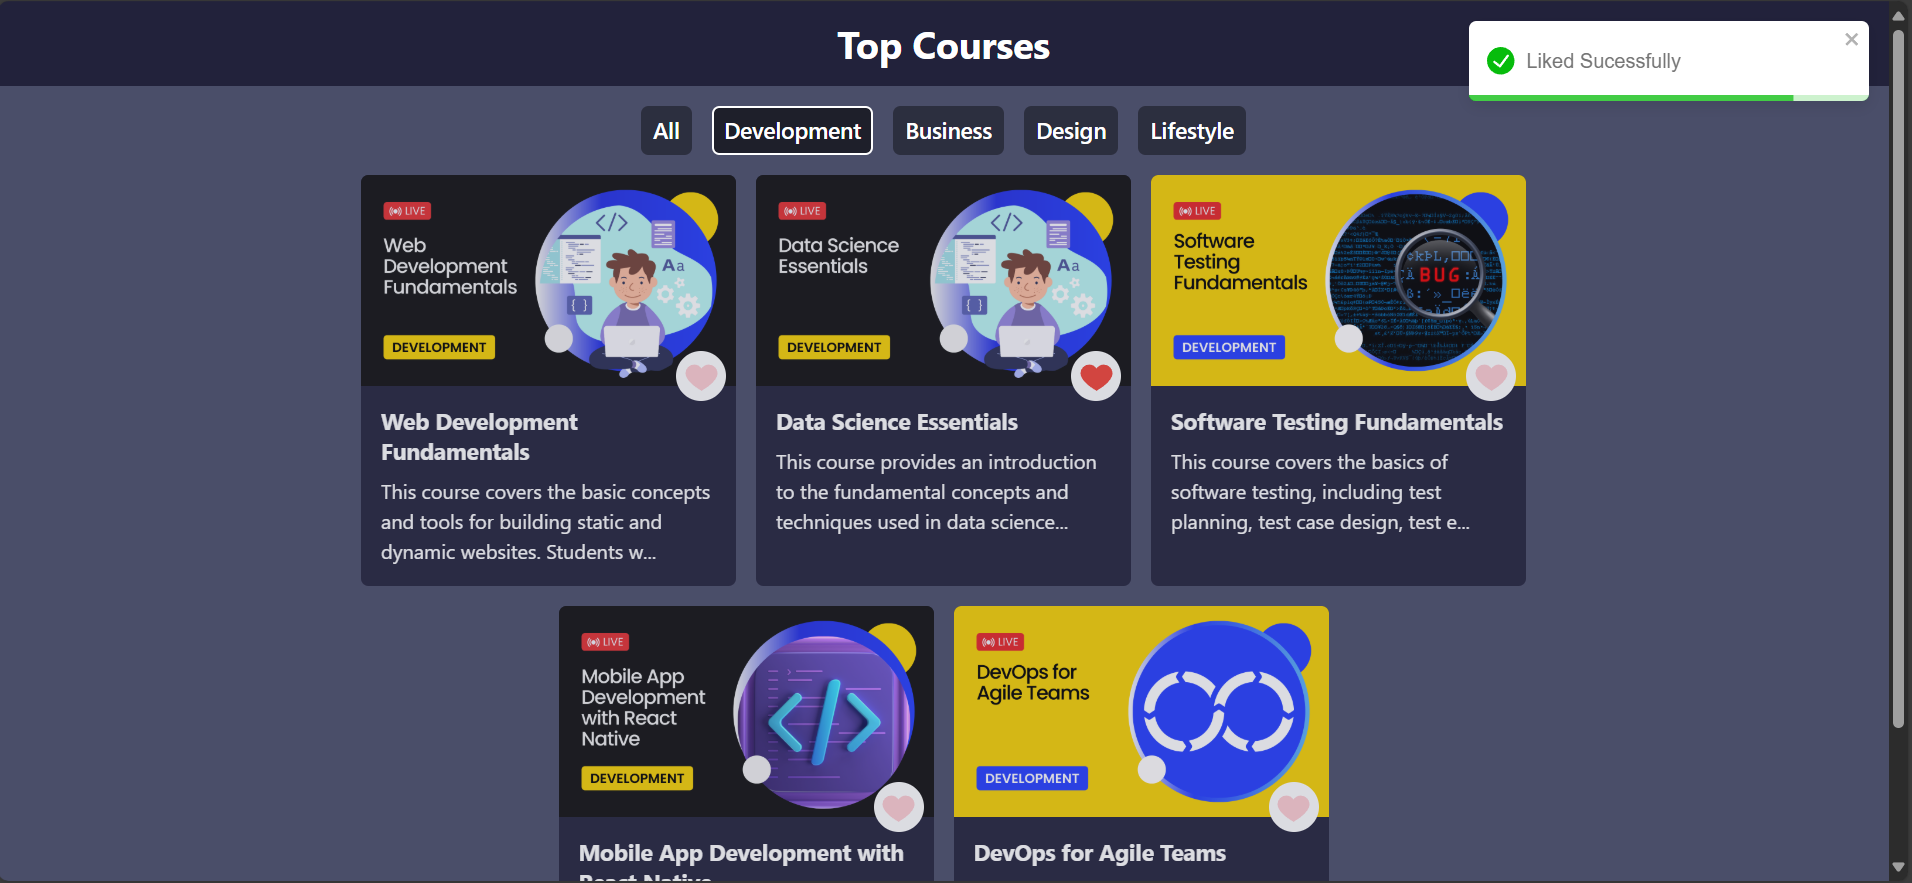 Top Courses
Liked Sucessfully
All
Development
Business
Design
Lifestyle
LIVE
Web
Development
Fundamentals
DEVELOPMENT
Aa
Web Development
Fundamentals
This course covers the basic concepts
and tools for building static and
dynamic websites. Students w...
LIVE
Data Science
Essentials
DEVELOPMENT
Aa
Data Science Essentials
This course provides an introduction
to the fundamental concepts and
techniques used in data science...
LIVE
Software
Testing
Fundamentals
DEVELOPMENT
BUG
Software Testing Fundamentals
This course covers the basics of
software testing, including test
planning, test case design, test e...
LIVE
Mobile App
Development
with React
Native
DEVELOPMENT
Mobile App Development with
React Native
LIVE
DevOps for
Agile Teams
DEVELOPMENT
DevOps for Agile Teams